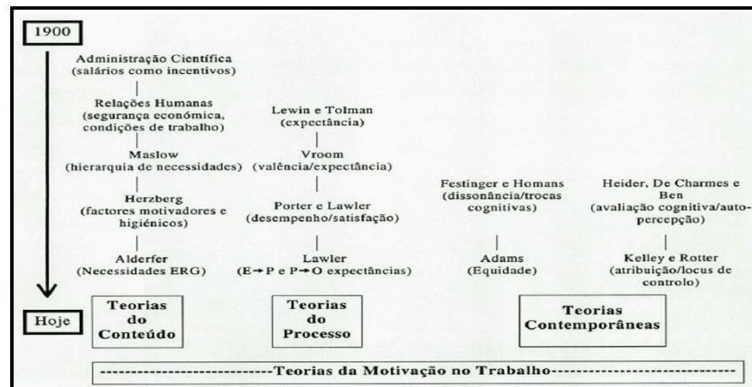 1900
Administração Científica
(salários como incentivos)
Relações Humanas
(segurança económica,
condições de trabalho)
Maslow
(hierarquia de necessidades)
Herzberg
(factores motivadores e
higiénicos)
Alderfer
(Necessidades ERG)
Lewin e Tolman
(expectância)
Vroom
(valência/expectância)
Porter e Lawler
(desempenho/satisfação)
Lawler
(E→P e P→O expectâncias)
Festinger e Homans
(dissonância/trocas
cognitivas)
Adams
(Equidade)
Heider, De Charmes e
Ben
(avaliação cognitiva/auto-
percepção)
Kelley e Rotter
(atribuição/locus de
controlo)
Hoje
Teorias
do
Conteúdo
Teorias
do
Processo
Teorias
Contemporâneas
Teorias da Motivação no Trabalho